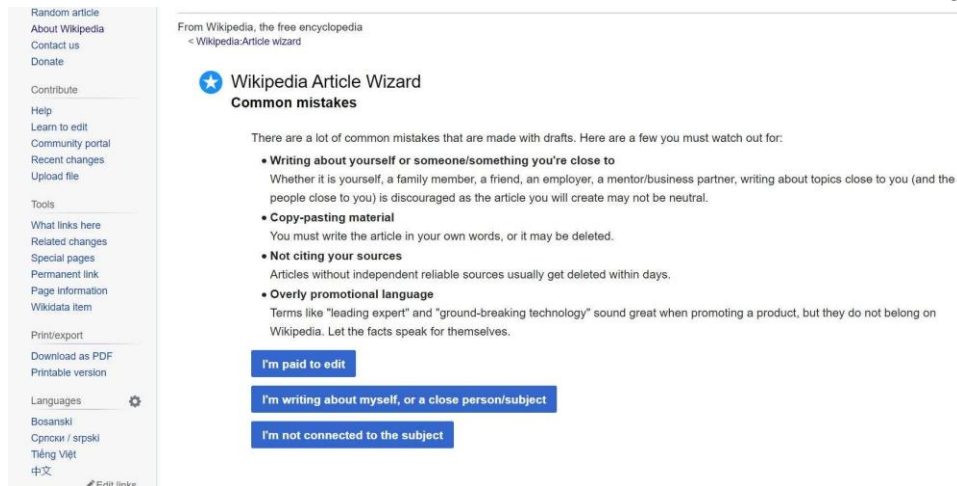 Random article
About Wikipedia
Contact us
Donate
Contribute
Help
Learn to edit
Community portal
Recent changes
Upload file
Tools
What links here
Related changes
Special pages
Permanent link
Page information
Wikidata item
Print/export
Download as PDF
Printable version
Languages
Bosanski
Српски / srpski
Tiếng Việt
中文
Edit links
From Wikipedia, the free encyclopedia
< Wikipedia:Article wizard
Wikipedia Article Wizard
Common mistakes
There are a lot of common mistakes that are made with drafts. Here are a few you must watch out for:
• Writing about yourself or someone/something you're close to
Whether it is yourself, a family member, a friend, an employer, a mentor/business partner, writing about topics close to you (and the
people close to you) is discouraged as the article you will create may not be neutral.
• Copy-pasting material
You must write the article in your own words, or it may be deleted.
• Not citing your sources
Articles without independent reliable sources usually get deleted within days.
• Overly promotional language
Terms like "leading expert" and "ground-breaking technology" sound great when promoting a product, but they do not belong on
Wikipedia. Let the facts speak for themselves.
I'm paid to edit
I'm writing about myself, or a close person/subject
I'm not connected to the subject